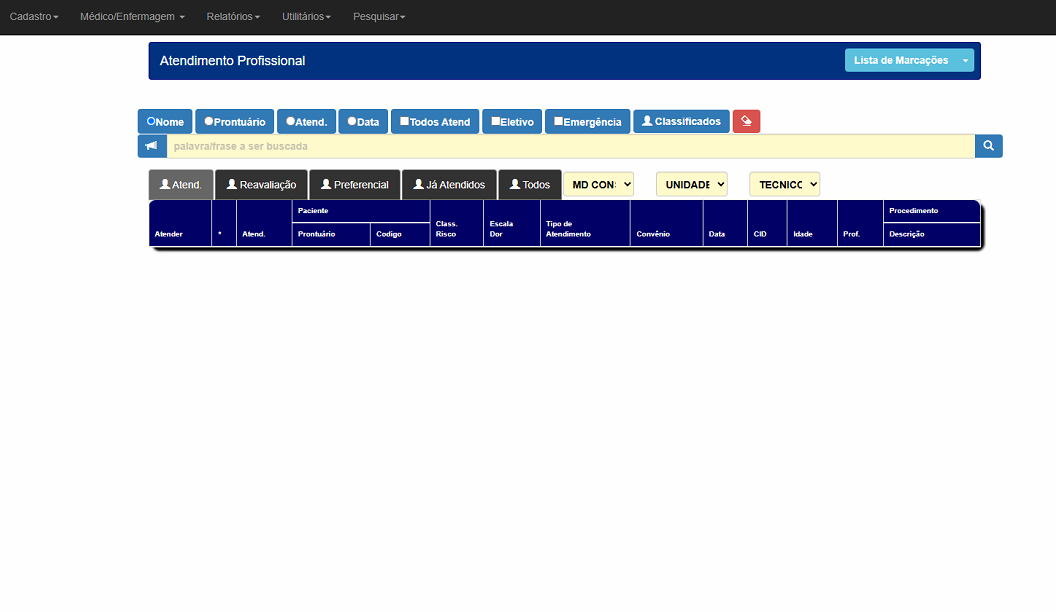 Cadastro Médico/Enfermagem Relatórios Utilitários Pesquisar
Atendimento Profissional Lista de Marcações
Nome Prontuário Atend. Data Todos Atend Eletivo Emergência Classificados
palavra/frase a ser buscada
Atend. Reavaliação Preferencial Já Atendidos Todos MD CON UNIDADE TECNICO
Paciente Procedimento
Atender * Atend. Prontuário Codigo Class. Risco Escala Dor Tipo de Atendimento Convênio Data CID Idade Prof. Descrição